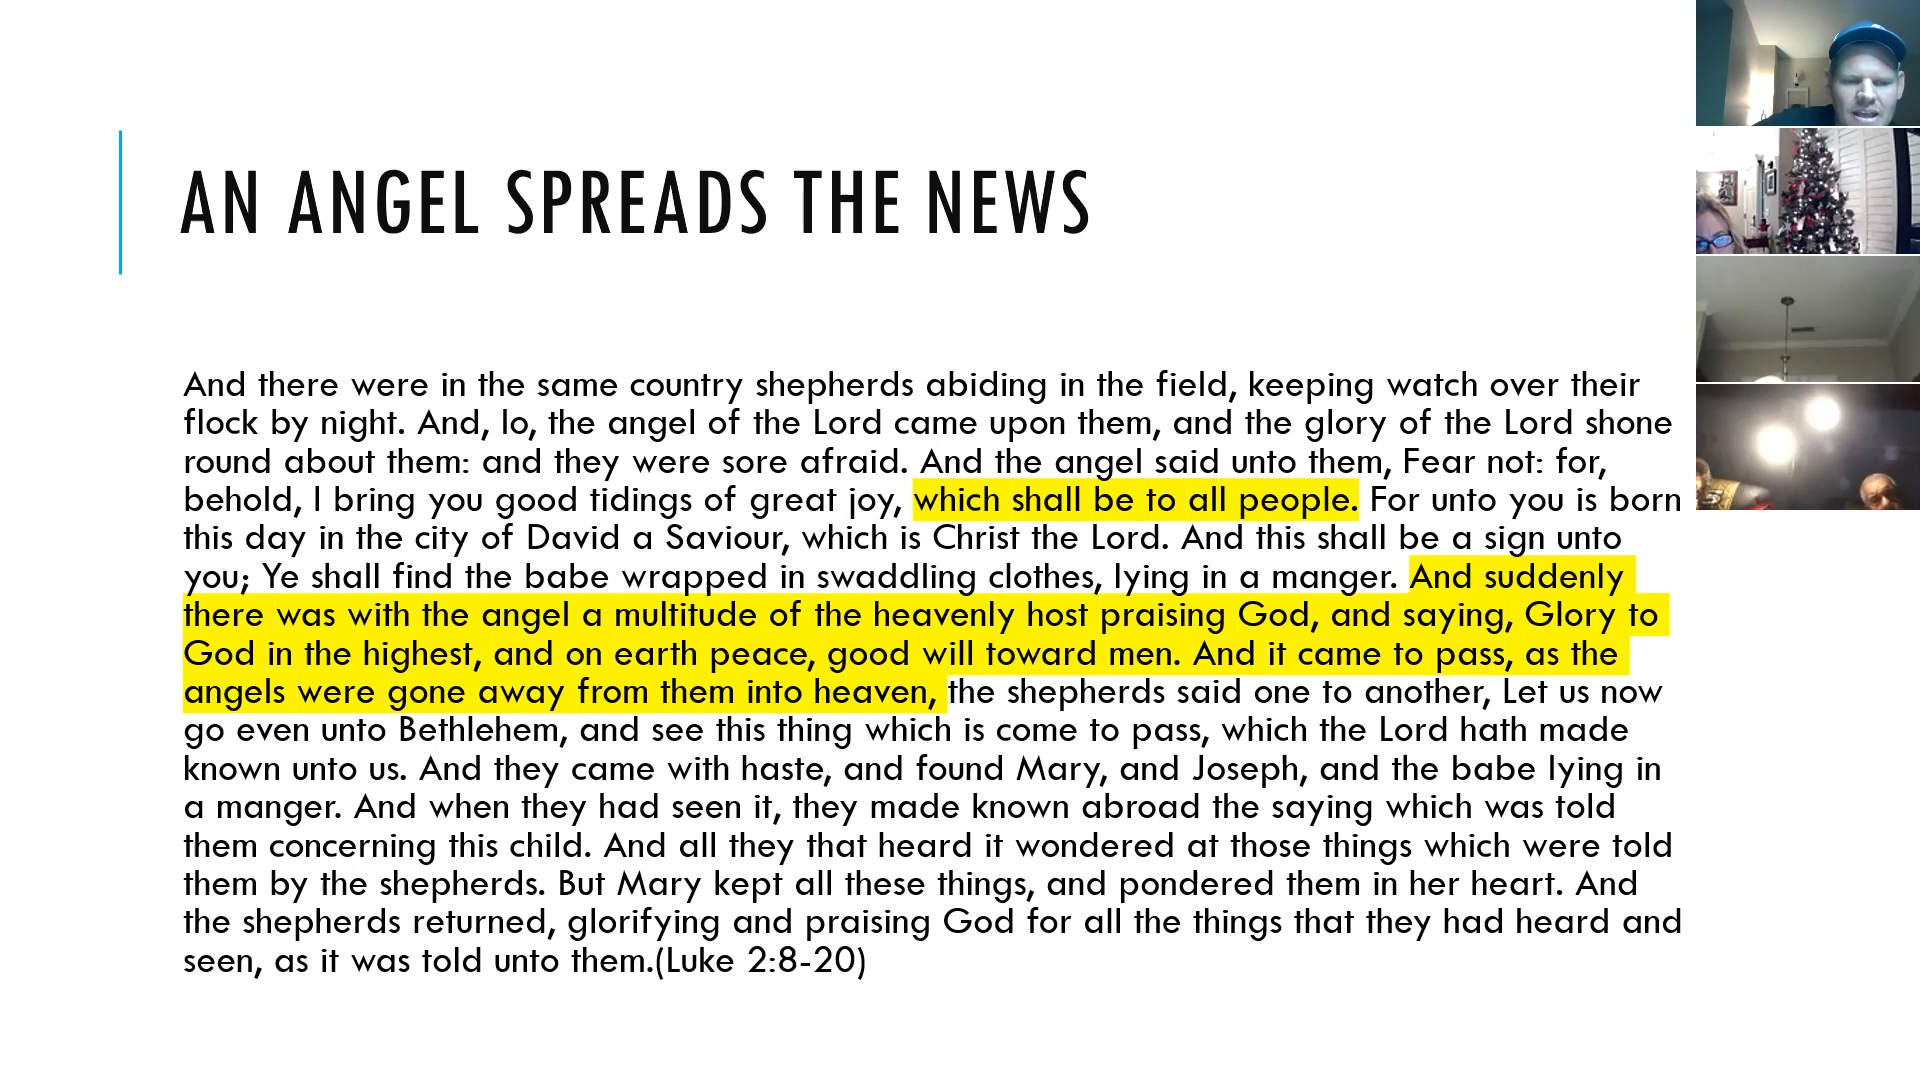 AN ANGEL SPREADS THE NEWS
And there were in the same country shepherds abiding in the field, keeping watch over their
flock by night. And, lo, the angel of the Lord came upon them, and the glory of the Lord shone
round about them: and they were sore afraid. And the angel said unto them, Fear not: for,
behold, I bring you good tidings of great joy, which shall be to all people. For unto you is born
this day in the city of David a Saviour, which is Christ the Lord. And this shall be a sign unto
you; Ye shall find the babe wrapped in swaddling clothes, lying in a manger. And suddenly
there was with the angel a multitude of the heavenly host praising God, and saying, Glory to
God in the highest, and on earth peace, good will toward men. And it came to pass, as the
angels were gone away from them into heaven, the shepherds said one to another, Let us now
go even unto Bethlehem, and see this thing which is come to pass, which the Lord hath made
known unto us. And they came with haste, and found Mary, and Joseph, and the babe lying in
a manger. And when they had seen it, they made known abroad the saying which was told
them concerning this child. And all they that heard it wondered at those things which were told
them by the shepherds. But Mary kept all these things, and pondered them in her heart. And
the shepherds returned, glorifying and praising God for all the things that they had heard and
seen, as it was told unto them.(Luke 2:8-20)